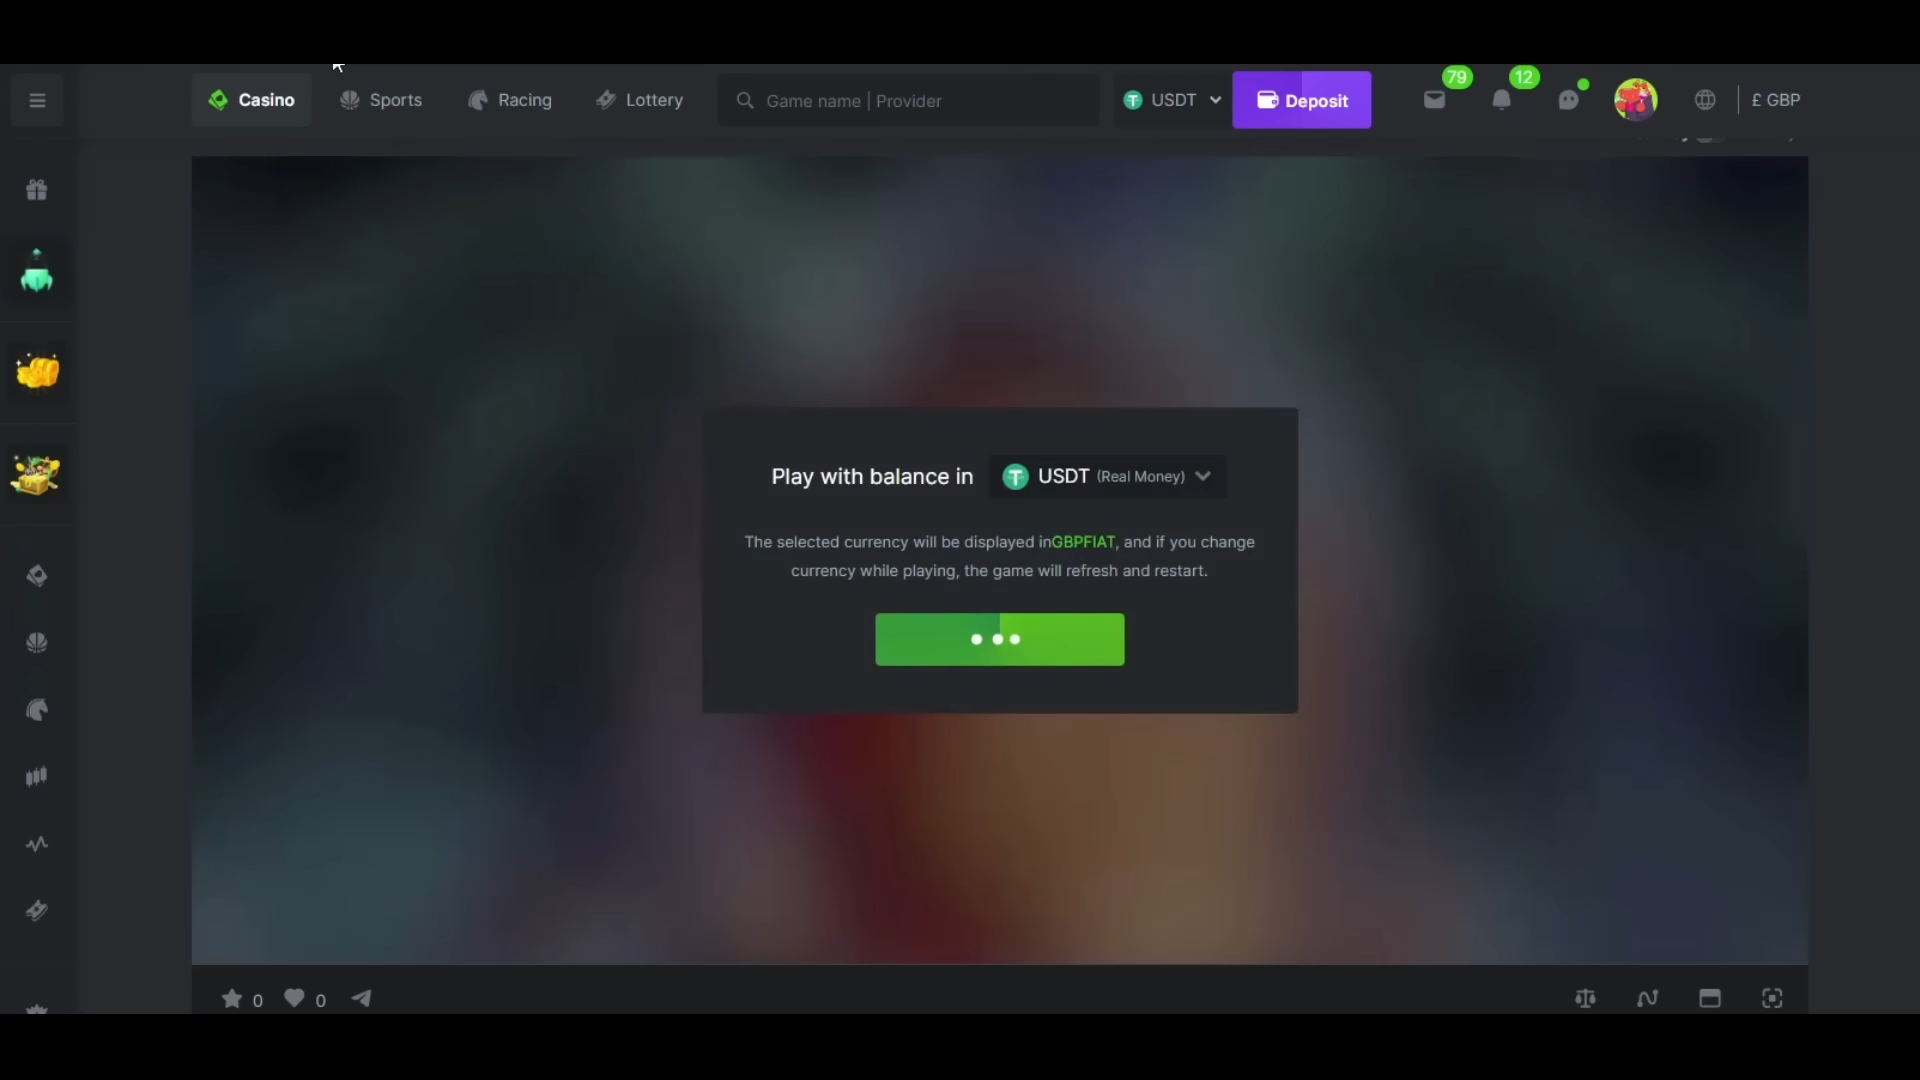 Casino
Sports
Racing
Lottery
Game name | Provider
USDT
Deposit
79
12
£ GBP
Play with balance in
USDT (Real Money)
The selected currency will be displayed inGBPFIAT, and if you change
currency while playing, the game will refresh and restart.
0
0